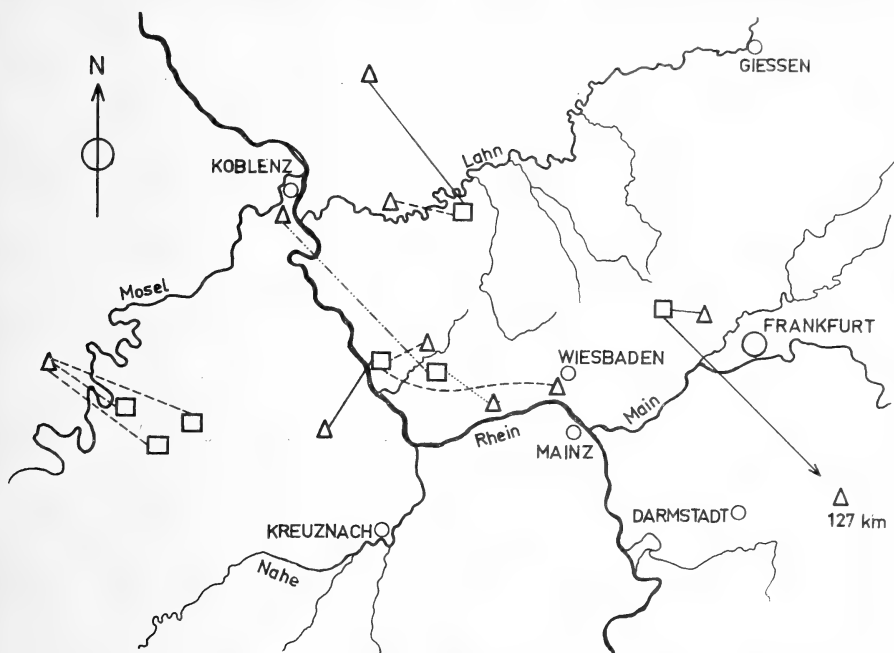 N
GIESSEN
Lahn
KOBLENZ
Mosel
FRANKFURT
WIESBADEN
Main
Rhein
MAINZ
127 km
DARMSTADT
KREUZNACH
Nahe